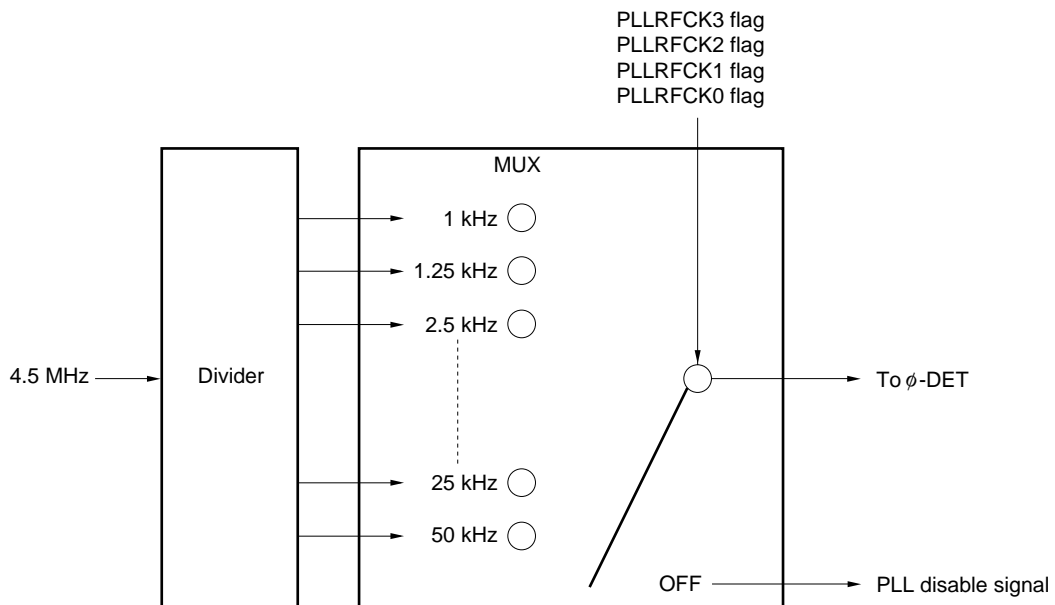 PLLRFCK3 flag
PLLRFCK2 flag
PLLRFCK1 flag
PLLRFCK0 flag
MUX
1 kHz
1.25 kHz
2.5 kHz
4.5 MHz
Divider
To ϕ-DET
25 kHz
50 kHz
OFF
PLL disable signal